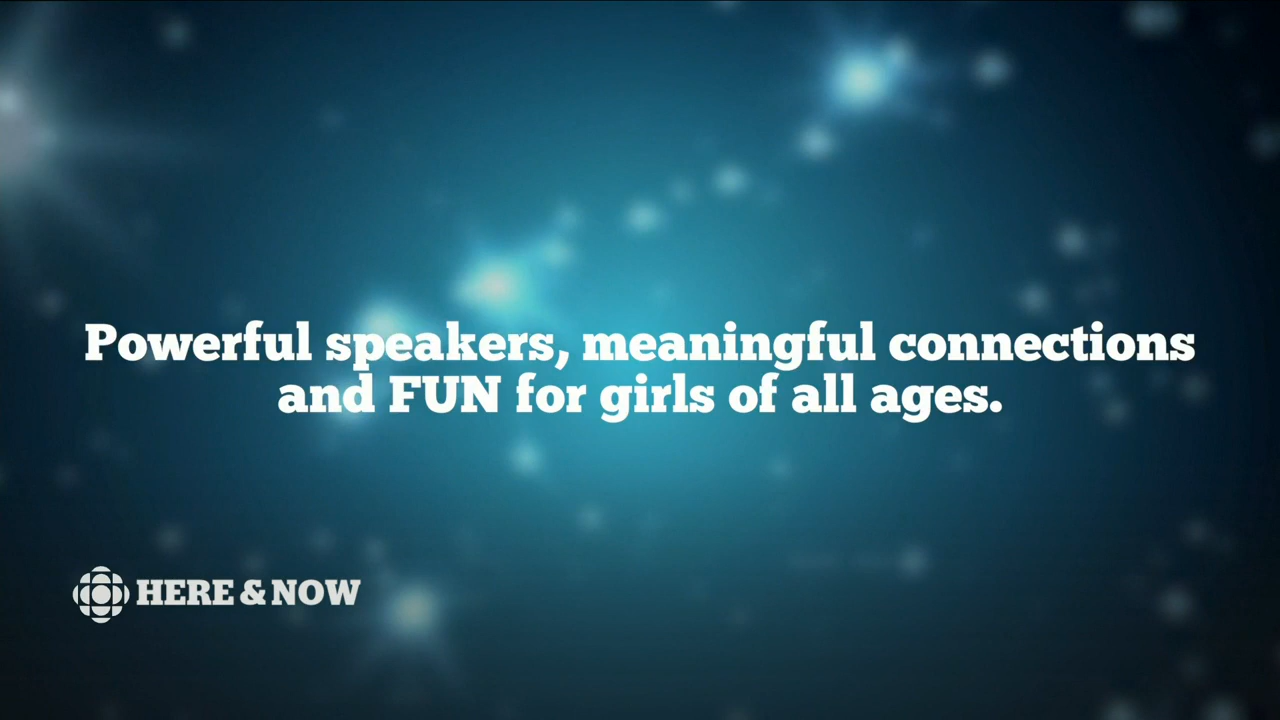 Powerful speakers, meaningful connections
and FUN for girls of all ages.
HERE & NOW